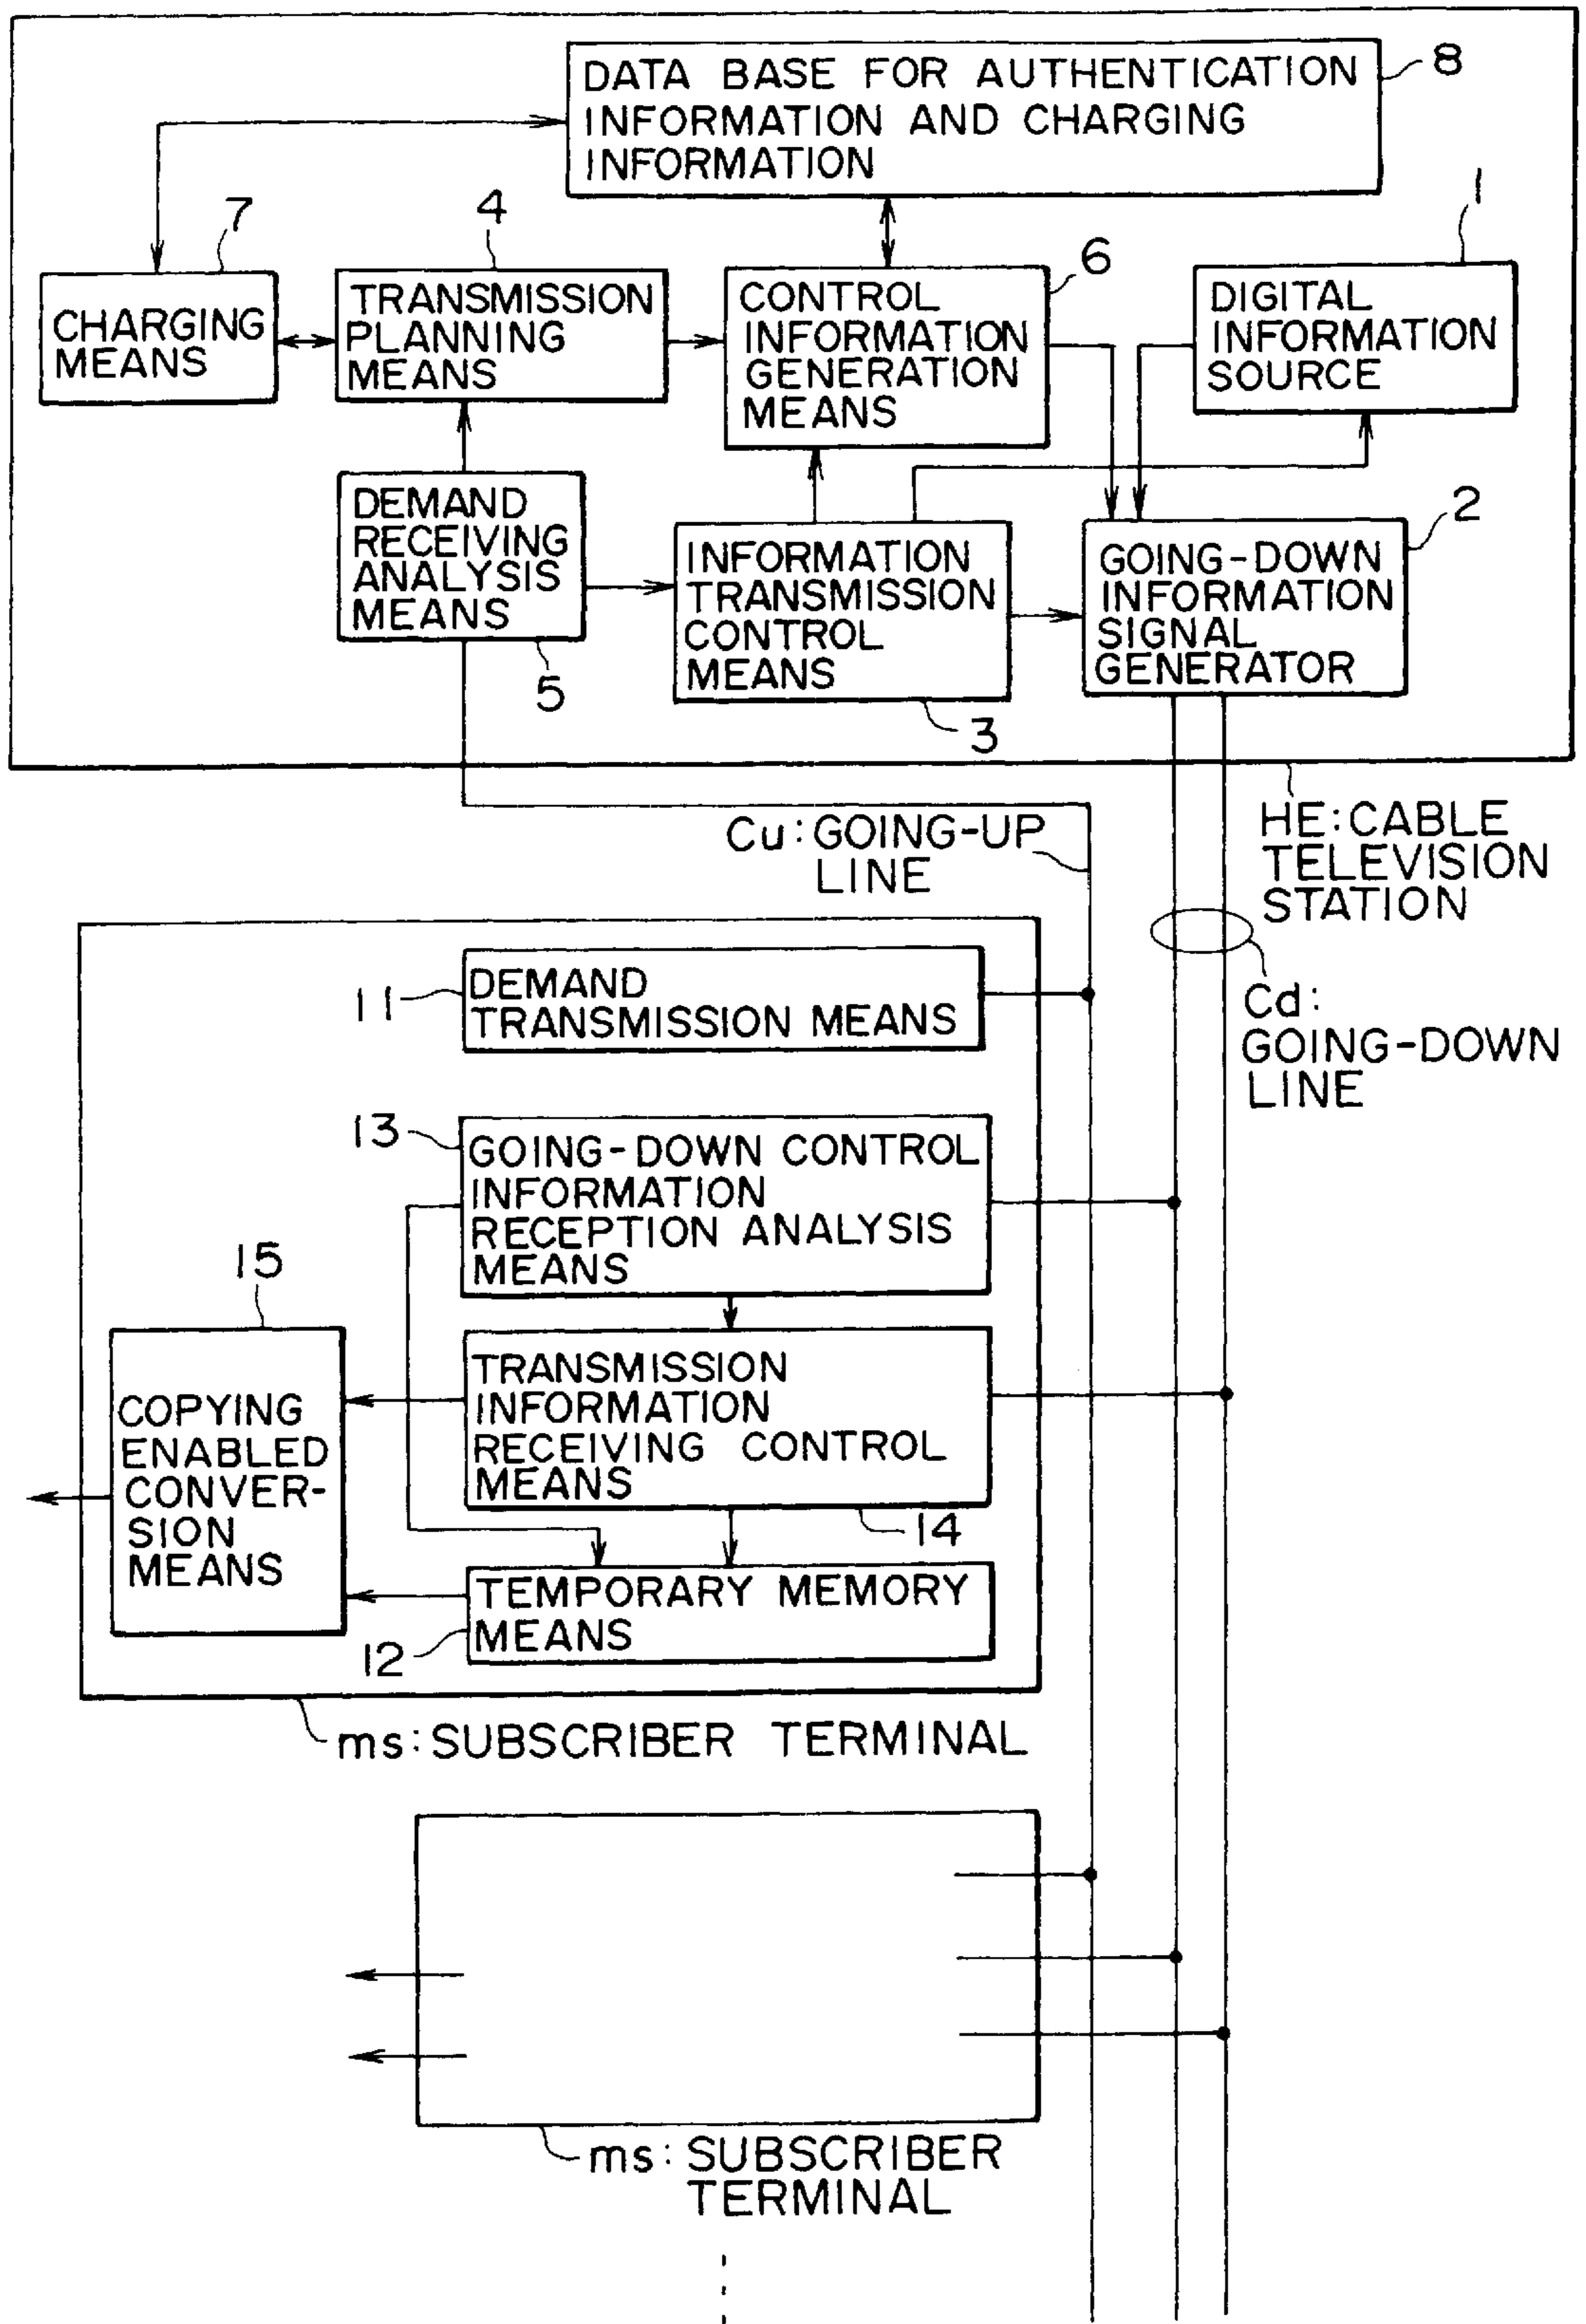 DATA BASE FOR AUTHENTICATION
INFORMATION AND CHARGING
INFORMATION
8
7
4
6
1
CHARGING
MEANS
TRANSMISSION
PLANNING
MEANS
CONTROL
INFORMATION
GENERATION
MEANS
DIGITAL
INFORMATION
SOURCE
DEMAND
RECEIVING
ANALYSIS
MEANS
5
INFORMATION
TRANSMISSION
CONTROL
MEANS
3
GOING-DOWN
INFORMATION
SIGNAL
GENERATOR
2
HE:CABLE
TELEVISION
STATION
Cu:GOING-UP
LINE
Cd:
GOING-DOWN
LINE
11
DEMAND
TRANSMISSION MEANS
13
GOING-DOWN CONTROL
INFORMATION
RECEPTION ANALYSIS
MEANS
15
COPYING
ENABLED
CONVER-
SION
MEANS
TRANSMISSION
INFORMATION
RECEIVING CONTROL
MEANS
14
TEMPORARY MEMORY
MEANS
12
ms:SUBSCRIBER TERMINAL
ms:SUBSCRIBER
TERMINAL